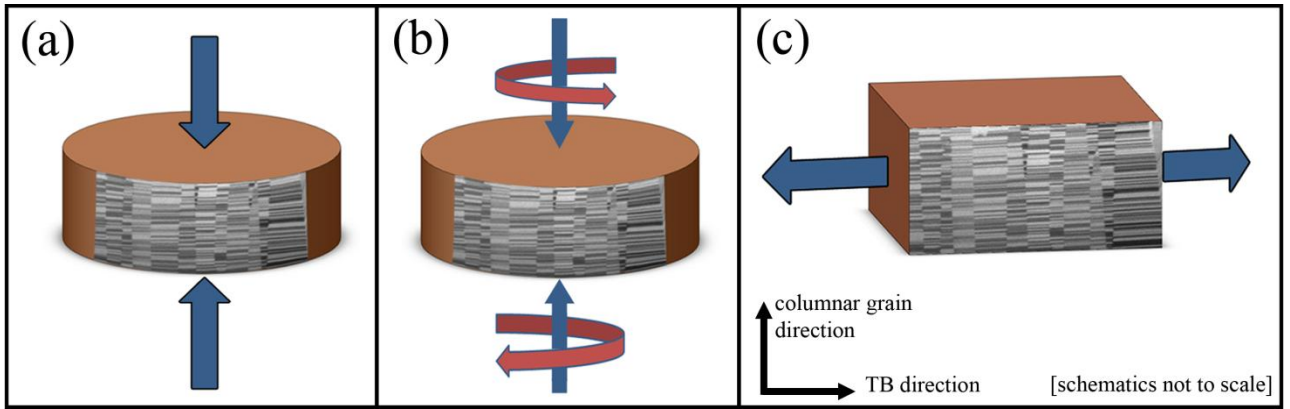 (a)
(b)
(c)
columnar grain
direction
TB direction
[schematics not to scale]